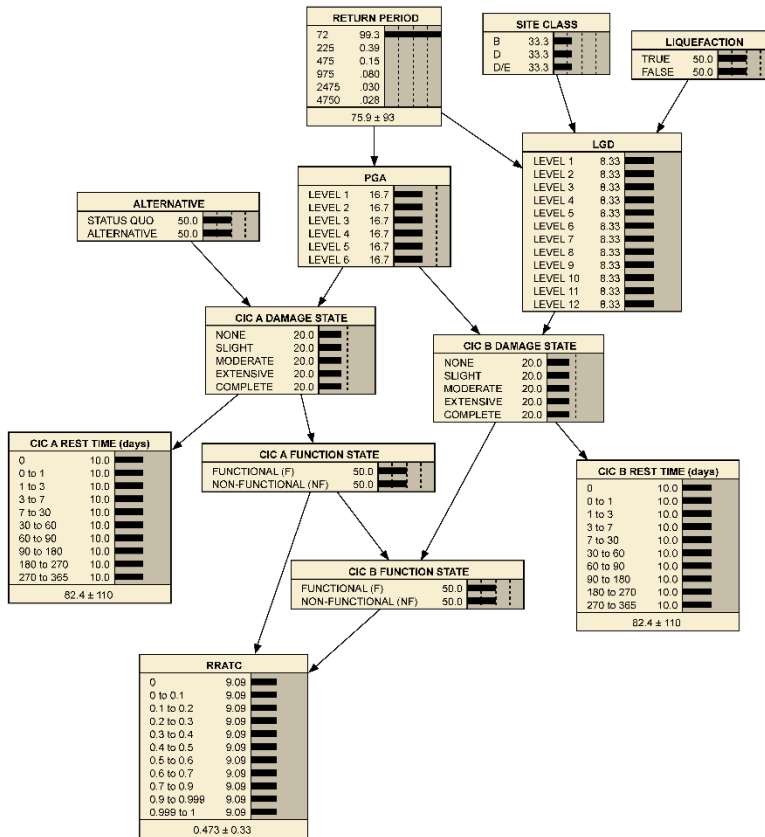 RETURN PERIOD
72 99.3
225 0.39
475 0.15
975 .080
2475 .030
4750 .028
75.9 ± 93
SITE CLASS
B 33.3
D 33.3
D/E 33.3
LIQUEFACTION
TRUE 50.0
FALSE 50.0
LGD
LEVEL 1 8.33
LEVEL 2 8.33
LEVEL 3 8.33
LEVEL 4 8.33
LEVEL 5 8.33
LEVEL 6 8.33
LEVEL 7 8.33
LEVEL 8 8.33
LEVEL 9 8.33
LEVEL 10 8.33
LEVEL 11 8.33
LEVEL 12 8.33
PGA
LEVEL 1 16.7
LEVEL 2 16.7
LEVEL 3 16.7
LEVEL 4 16.7
LEVEL 5 16.7
LEVEL 6 16.7
ALTERNATIVE
STATUS QUO 50.0
ALTERNATIVE 50.0
CIC A DAMAGE STATE
NONE 20.0
SLIGHT 20.0
MODERATE 20.0
EXTENSIVE 20.0
COMPLETE 20.0
CIC B DAMAGE STATE
NONE 20.0
SLIGHT 20.0
MODERATE 20.0
EXTENSIVE 20.0
COMPLETE 20.0
CIC A REST TIME (days)
0 10.0
0 to 1 10.0
1 to 3 10.0
3 to 7 10.0
7 to 30 10.0
30 to 60 10.0
60 to 90 10.0
90 to 180 10.0
180 to 270 10.0
270 to 365 10.0
82.4 ± 110
CIC A FUNCTION STATE
FUNCTIONAL (F) 50.0
NON-FUNCTIONAL (NF) 50.0
CIC B REST TIME (days)
0 10.0
0 to 1 10.0
1 to 3 10.0
3 to 7 10.0
7 to 30 10.0
30 to 60 10.0
60 to 90 10.0
90 to 180 10.0
180 to 270 10.0
270 to 365 10.0
82.4 ± 110
CIC B FUNCTION STATE
FUNCTIONAL (F) 50.0
NON-FUNCTIONAL (NF) 50.0
RRATC
0 9.09
0 to 0.1 9.09
0.1 to 0.2 9.09
0.2 to 0.3 9.09
0.3 to 0.4 9.09
0.4 to 0.5 9.09
0.5 to 0.6 9.09
0.6 to 0.7 9.09
0.7 to 0.9 9.09
0.9 to 0.999 9.09
0.999 to 1 9.09
0.473 ± 0.33